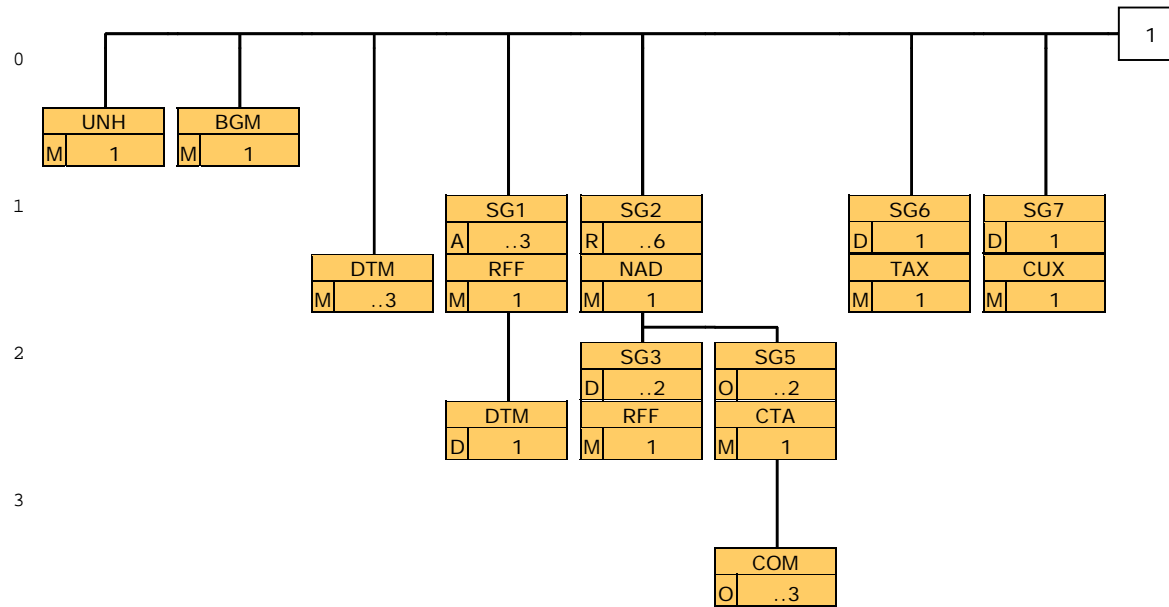 1
0
UNH BGM
M 1 M 1
1
SG1 SG2 SG6 SG7
A ..3 R ..6 D 1 D 1
DTM RFF NAD TAX CUX
M ..3 M 1 M 1 M 1 M 1
2
SG3 SG5
D ..2 O ..2
DTM RFF CTA
D 1 M 1 M 1
3
COM
O ..3